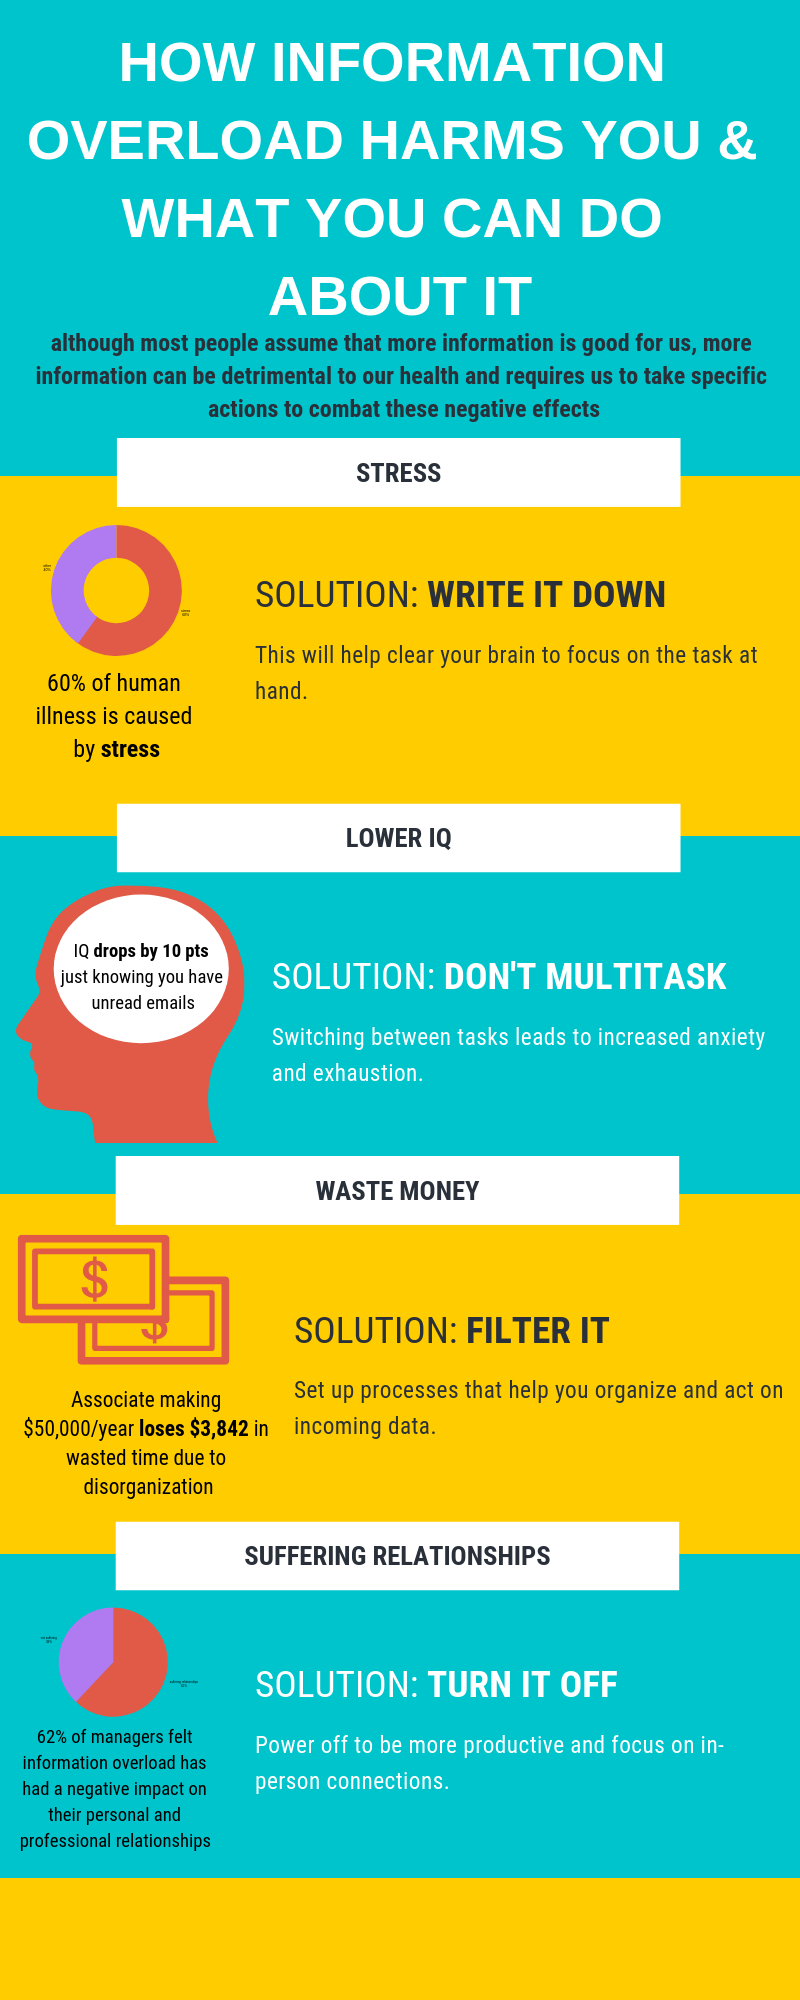 HOW INFORMATION
OVERLOAD HARMS YOU &
WHAT YOU CAN DO
ABOUT IT
although most people assume that more information is good for us, more
information can be detrimental to our health and requires us to take specific
actions to combat these negative effects
STRESS
other
40%
stress
60%
60% of human
illness is caused
by stress
SOLUTION: WRITE IT DOWN
This will help clear your brain to focus on the task at
hand.
LOWER IQ
IQ drops by 10 pts
just knowing you have
unread emails
SOLUTION: DON'T MULTITASK
Switching between tasks leads to increased anxiety
and exhaustion.
WASTE MONEY
$
$
Associate making
$50,000/year loses $3,842 in
wasted time due to
disorganization
SOLUTION: FILTER IT
Set up processes that help you organize and act on
incoming data.
SUFFERING RELATIONSHIPS
38%
suffering relationships
62%
62% of managers felt
information overload has
had a negative impact on
their personal and
professional relationships
SOLUTION: TURN IT OFF
Power off to be more productive and focus on in-
person connections.